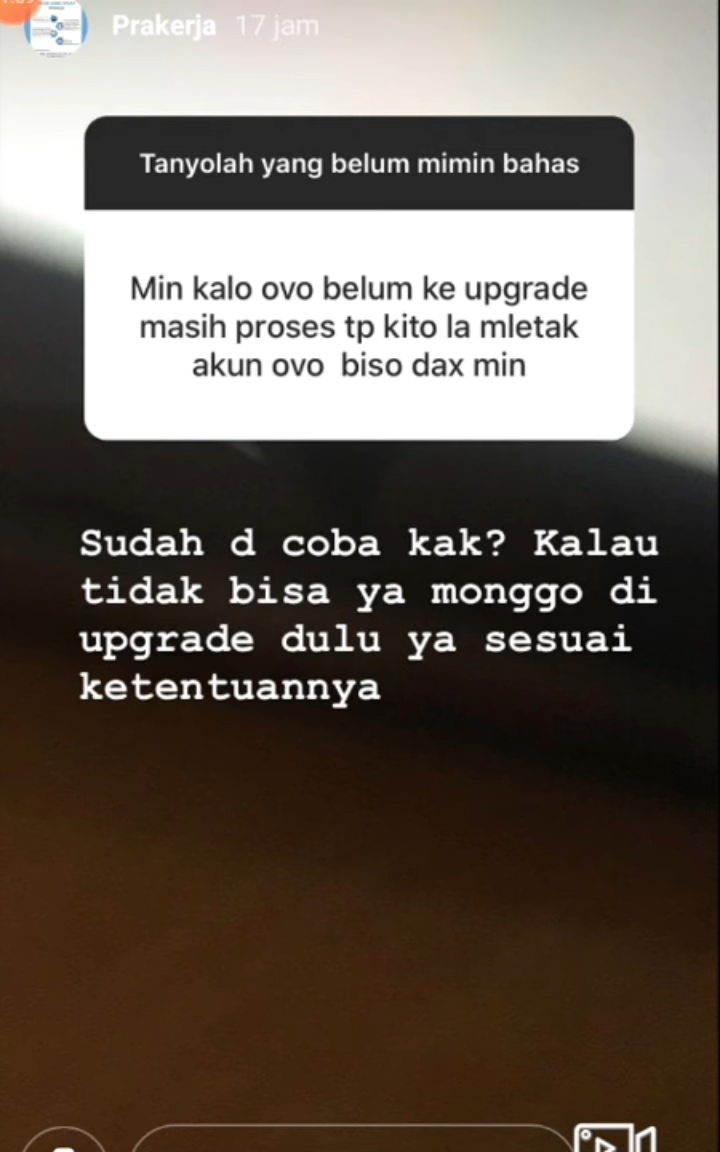 Prakerja 17 jam
Tanyolah yang belum mimin bahas
Min kalo ovo belum ke upgrade
masih proses tp kito la mletak
akun ovo biso dax min
Sudah d coba kak? Kalau
tidak bisa ya monggo di
upgrade dulu ya sesuai
ketentuannya